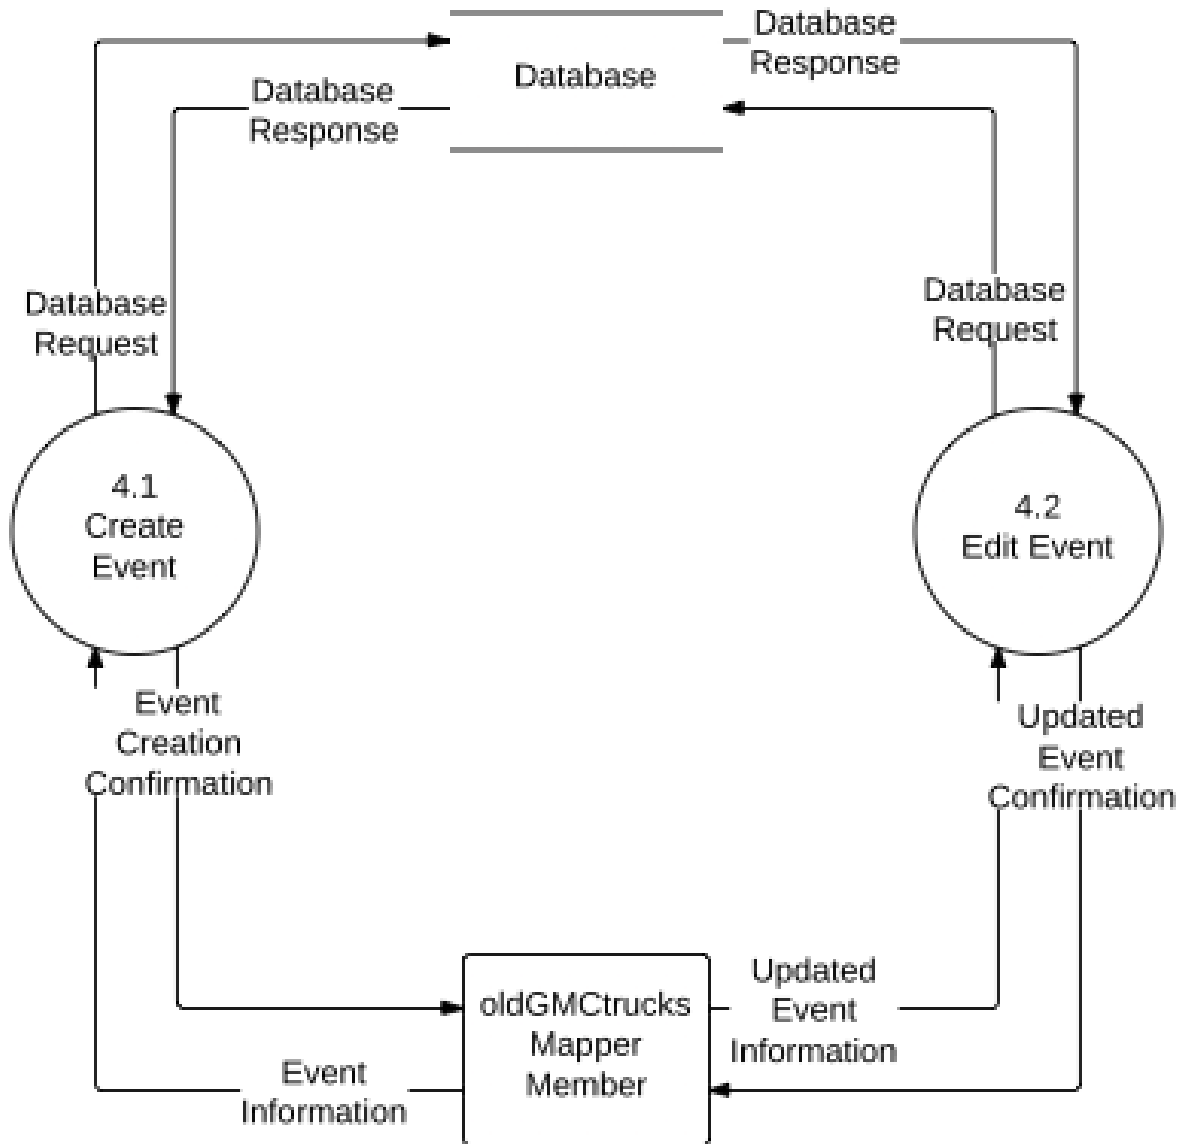 Database
Response
Database
Database
Response
Database
Request
Database
Request
4.1
Create
Event
4.2
Edit Event
Event
Creation
Confirmation
Updated
Event
Confirmation
oldGMCtrucks
Mapper
Member
Updated
Event
Information
Event
Information